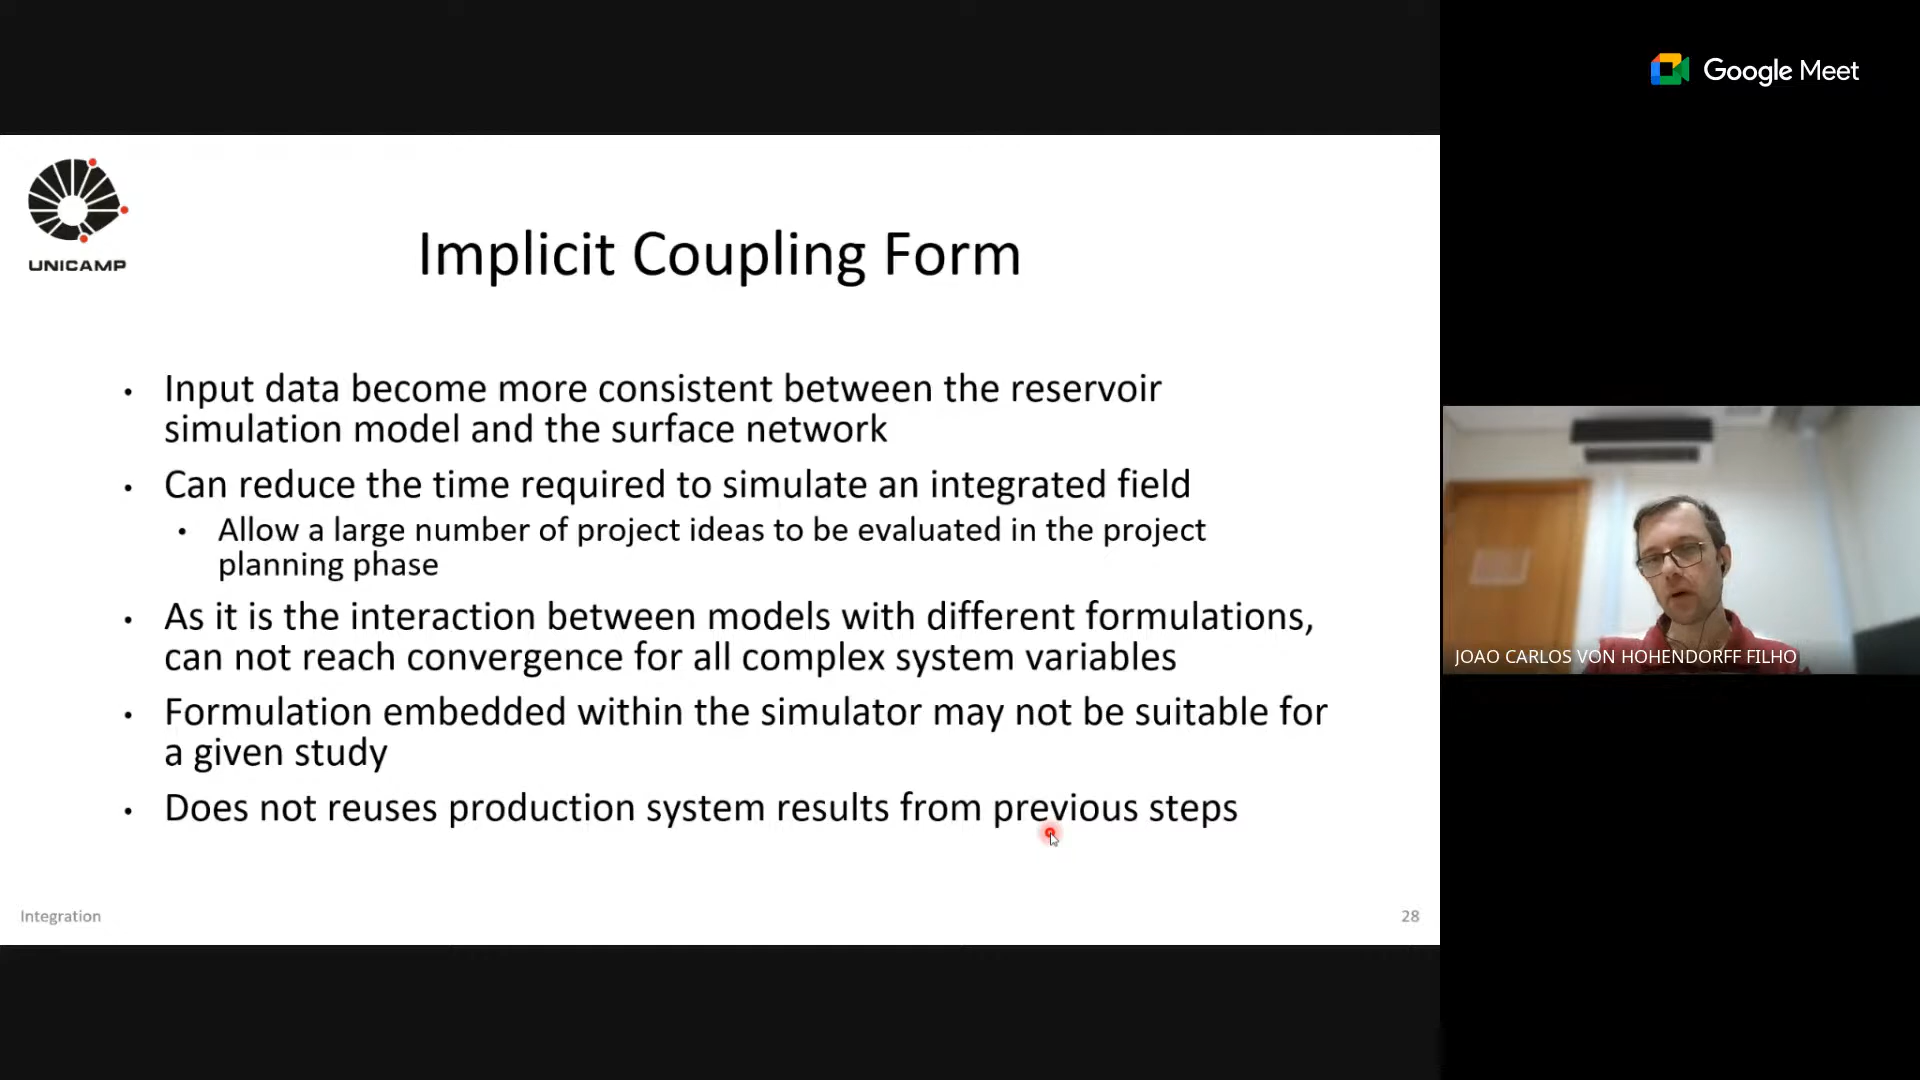 Google Meet
UNICAMP
Implicit Coupling Form
• Input data become more consistent between the reservoir
simulation model and the surface network
• Can reduce the time required to simulate an integrated field
• Allow a large number of project ideas to be evaluated in the project
planning phase
• As it is the interaction between models with different formulations,
can not reach convergence for all complex system variables
• Formulation embedded within the simulator may not be suitable for
a given study
• Does not reuses production system results from previous steps
JOAO CARLOS VON HOHENDORFF FILHO
Integration
28